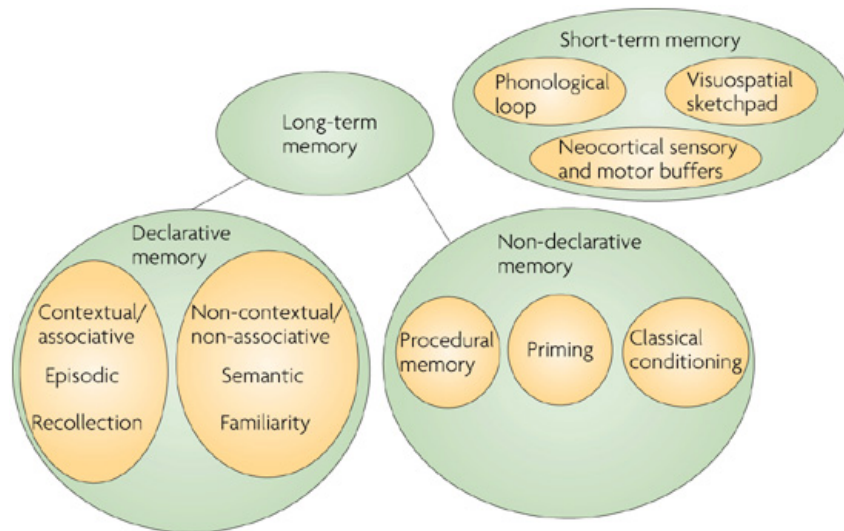 Short-term memory
Phonological
loop
Visuospatial
sketchpad
Neocortical sensory
and motor buffers
Long-term
memory
Declarative
memory
Contextual/
associative
Episodic
Recollection
Non-contextual/
non-associative
Semantic
Familiarity
Non-declarative
memory
Procedural
memory
Priming
Classical
conditioning